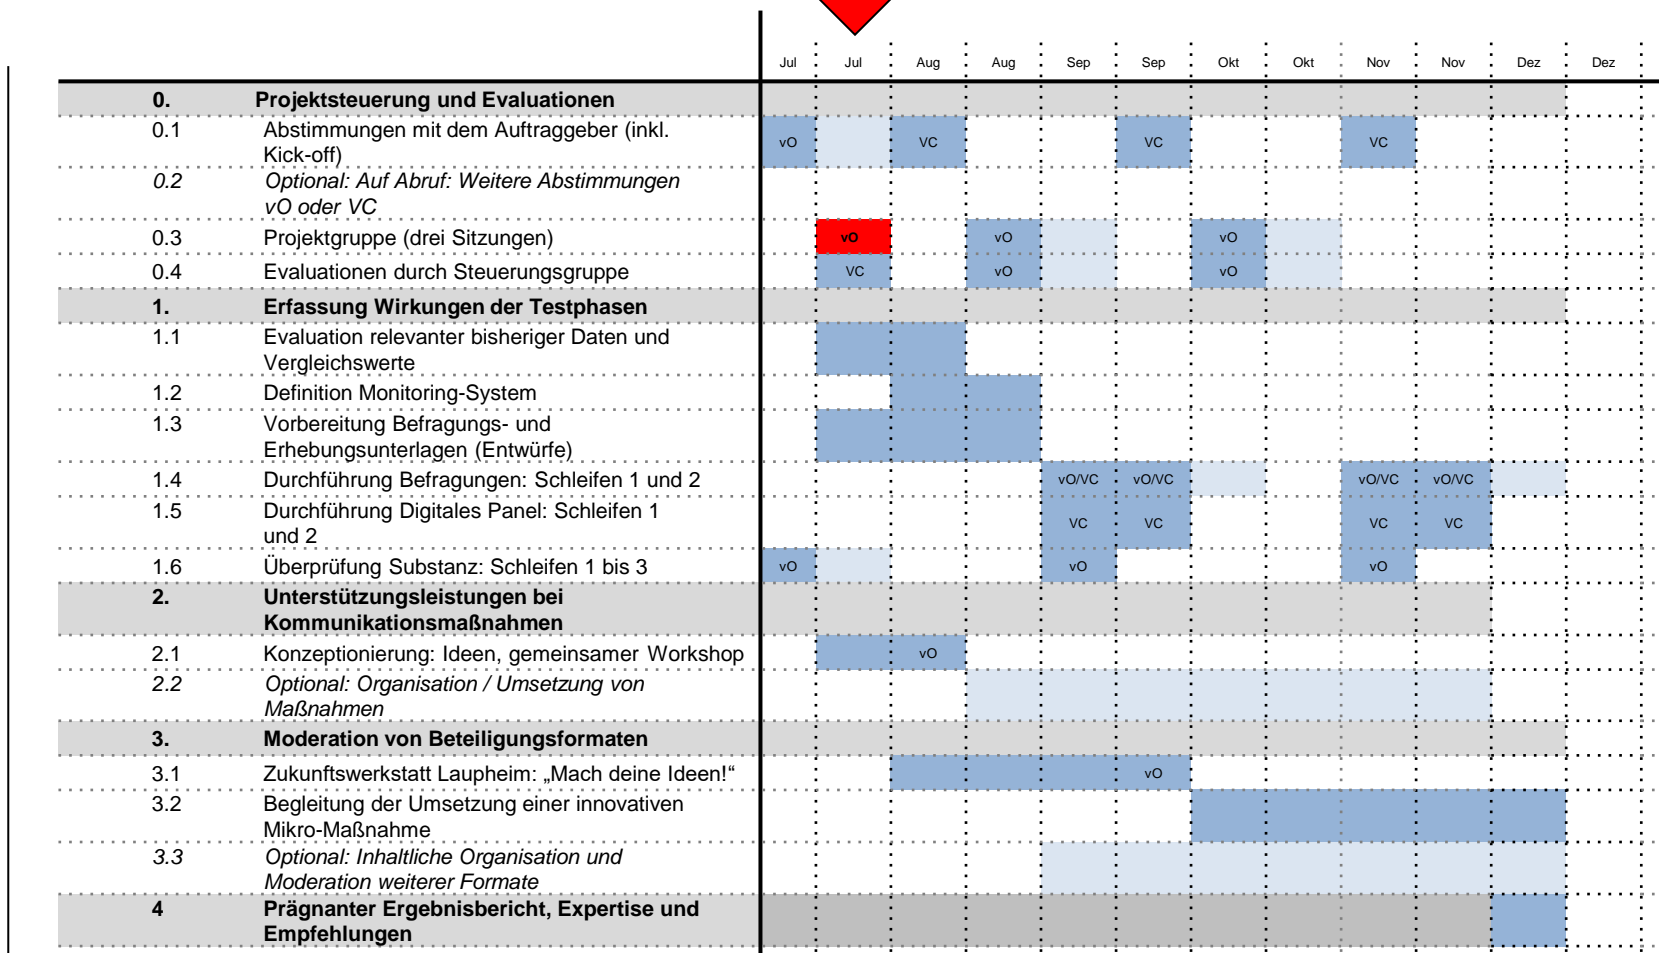 Jul Jul Aug Aug Sep Sep Okt Okt Nov Nov Dez Dez
0. Projektsteuerung und Evaluationen
0.1 Abstimmungen mit dem Auftraggeber (inkl.
Kick-off)
vO VC VC VC
0.2 Optional: Auf Abruf: Weitere Abstimmungen
vO oder VC
0.3 Projektgruppe (drei Sitzungen) vO vO vO
0.4 Evaluationen durch Steuerungsgruppe VC vO vO
1. Erfassung Wirkungen der Testphasen
1.1 Evaluation relevanter bisheriger Daten und
Vergleichswerte
1.2 Definition Monitoring-System
1.3 Vorbereitung Befragungs- und
Erhebungsunterlagen (Entwürfe)
1.4 Durchführung Befragungen: Schleifen 1 und 2 vO/VC vO/VC vO/VC vO/VC
1.5 Durchführung Digitales Panel: Schleifen 1
und 2
VC VC VC VC
1.6 Überprüfung Substanz: Schleifen 1 bis 3 vO vO vO
2. Unterstützungsleistungen bei
Kommunikationsmaßnahmen
2.1 Konzeptionierung: Ideen, gemeinsamer Workshop vO
2.2 Optional: Organisation / Umsetzung von
Maßnahmen
3. Moderation von Beteiligungsformaten
3.1 Zukunftswerkstatt Laupheim: „Mach deine Ideen!“ vO
3.2 Begleitung der Umsetzung einer innovativen
Mikro-Maßnahme
3.3 Optional: Inhaltliche Organisation und
Moderation weiterer Formate
4 Prägnanter Ergebnisbericht, Expertise und
Empfehlungen